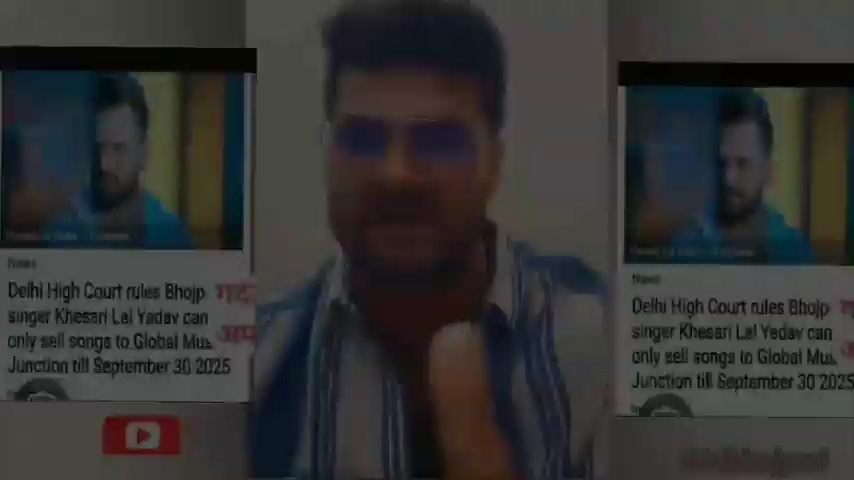 News
Delhi High Court rules Bhojp
singer Khesari Lal Yadav can
only sell songs to Global Mus
Junction till September 30 2025
News
Delhi High Court rules Bhojp
singer Khesari Lal Yadav can
only sell songs to Global Mus
Junction till September 30 2025